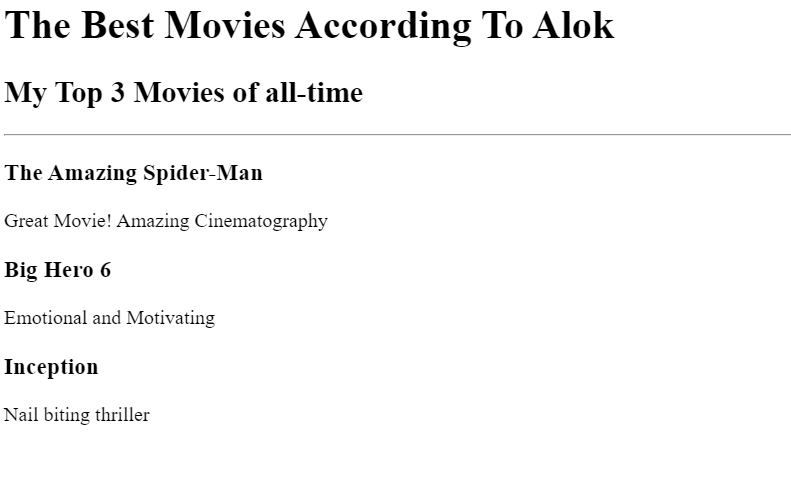 The Best Movies According To Alok
My Top 3 Movies of all-time
The Amazing Spider-Man
Great Movie! Amazing Cinematography
Big Hero 6
Emotional and Motivating
Inception
Nail biting thriller